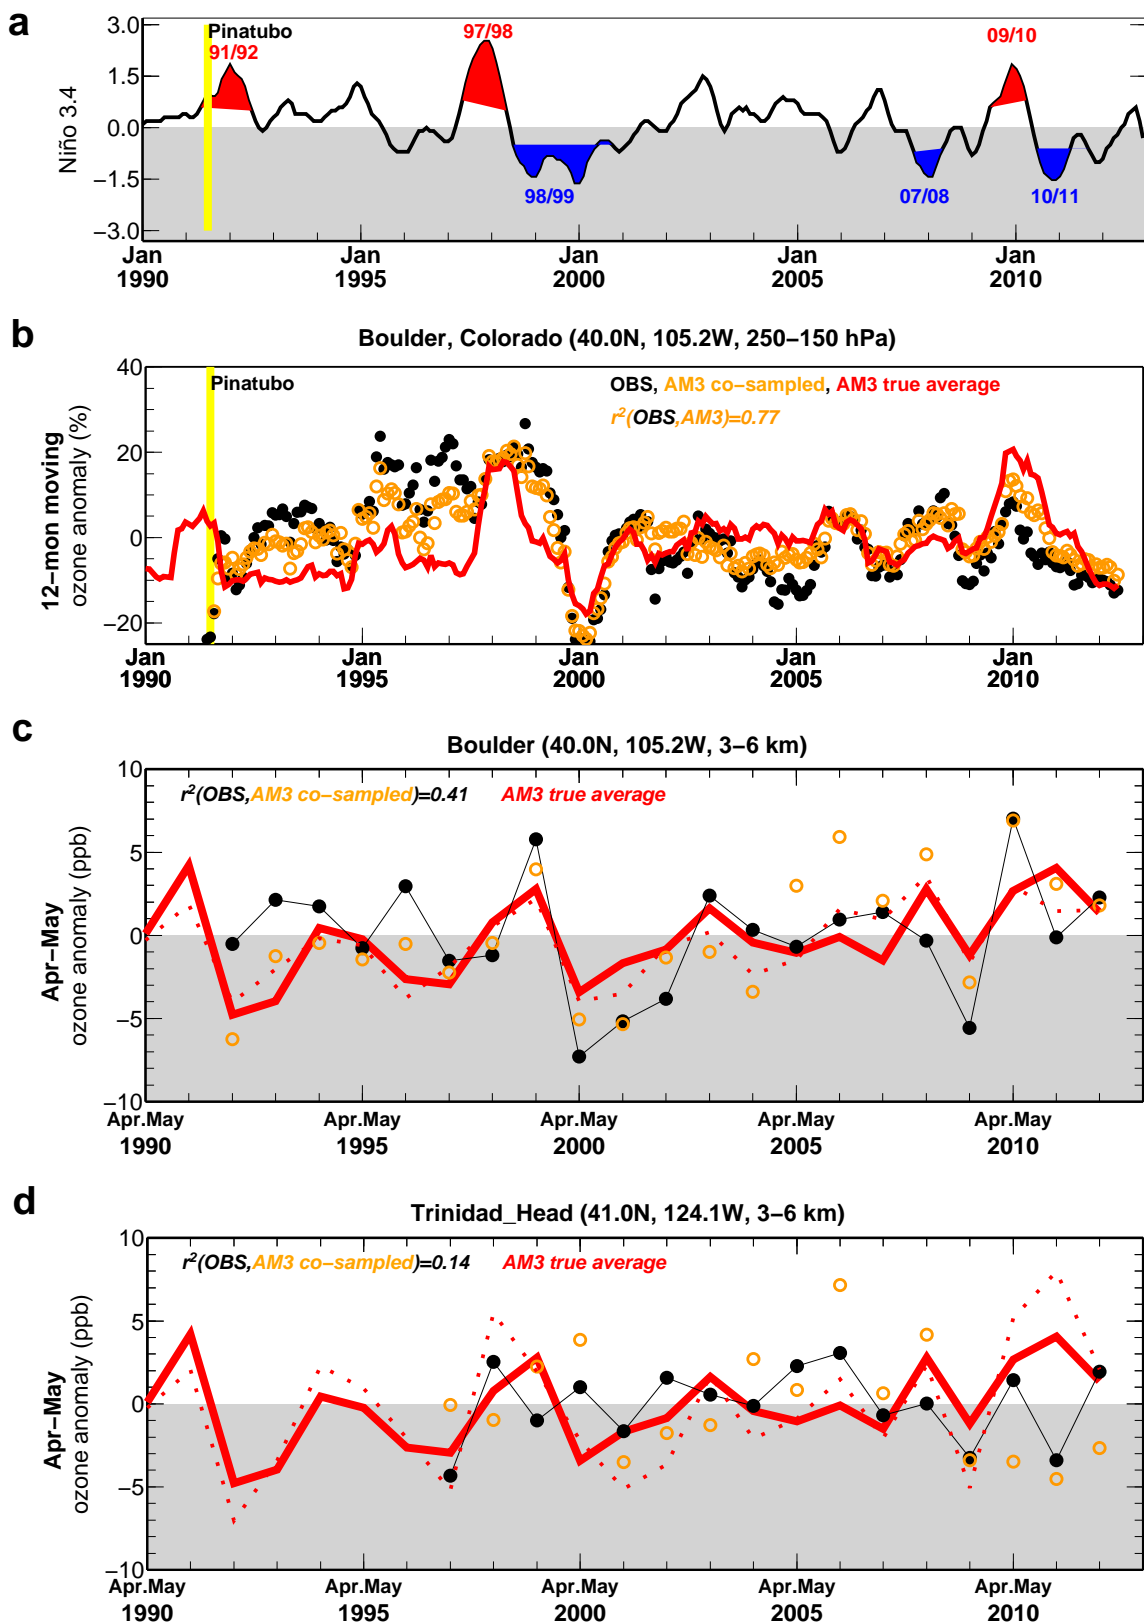 a
3.0
1.5
0.0
−1.5
−3.0
Niño 3.4
Pinatubo
91/92
97/98
09/10
98/99
07/08
10/11
Jan Jan Jan Jan Jan
1990 1995 2000 2005 2010
b
Boulder, Colorado (40.0N, 105.2W, 250−150 hPa)
40
20
0
−20
12−mon moving
ozone anomaly (%)
Pinatubo
OBS, AM3 co−sampled, AM3 true average
r²(OBS,AM3)=0.77
Jan Jan Jan Jan Jan
1990 1995 2000 2005 2010
c
Boulder (40.0N, 105.2W, 3−6 km)
10
5
0
−5
−10
Apr−May
ozone anomaly (ppb)
r²(OBS,AM3 co−sampled)=0.41 AM3 true average
Apr.May Apr.May Apr.May Apr.May Apr.May
1990 1995 2000 2005 2010
d
Trinidad_Head (41.0N, 124.1W, 3−6 km)
10
5
0
−5
−10
Apr−May
ozone anomaly (ppb)
r²(OBS,AM3 co−sampled)=0.14 AM3 true average
Apr.May Apr.May Apr.May Apr.May Apr.May
1990 1995 2000 2005 2010